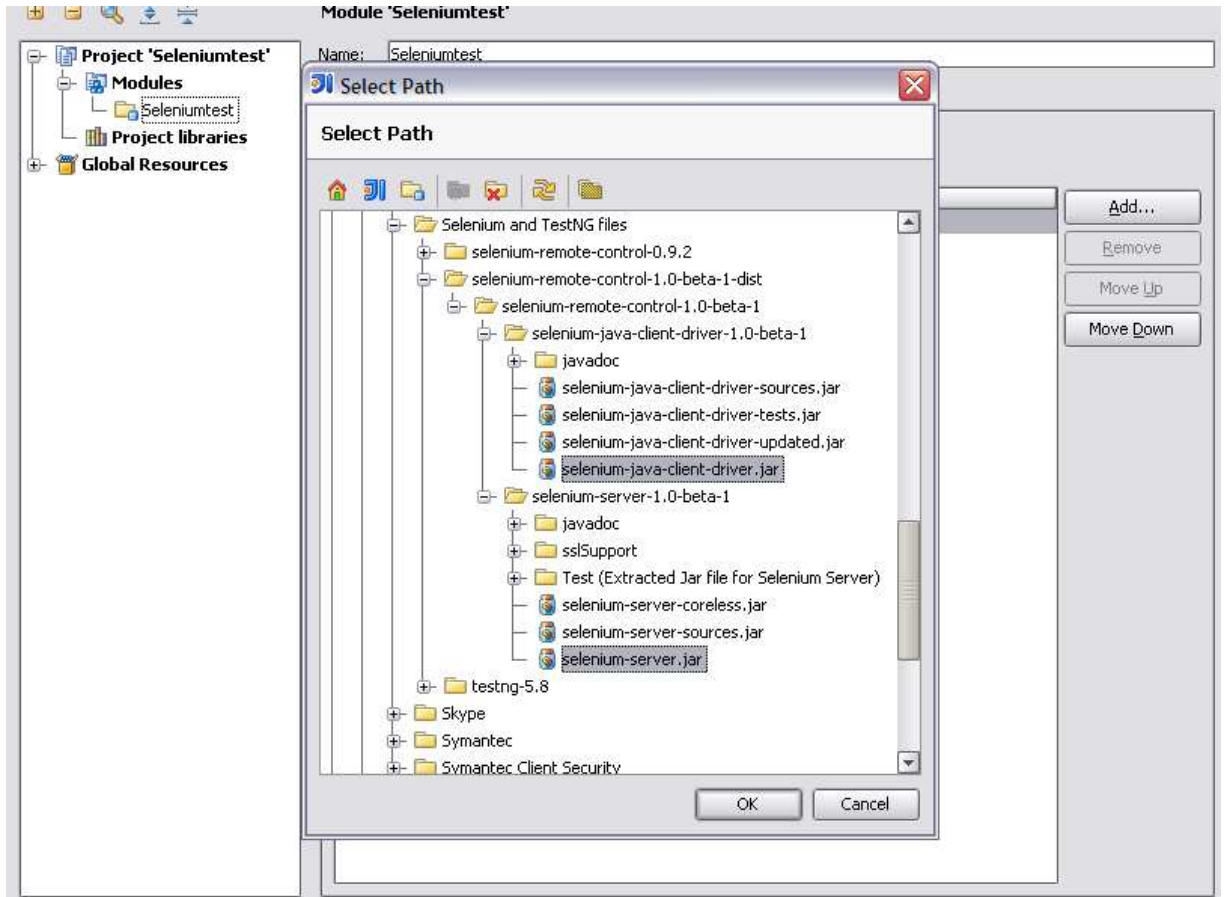 Module 'Seleniumtest'
Project 'Seleniumtest'
Modules
Seleniumtest
Project libraries
Global Resources
Name: Seleniumtest
Select Path
Select Path
Selenium and TestNG files
selenium-remote-control-0.9.2
selenium-remote-control-1.0-beta-1-dist
selenium-remote-control-1.0-beta-1
selenium-java-client-driver-1.0-beta-1
javadoc
selenium-java-client-driver-sources.jar
selenium-java-client-driver-tests.jar
selenium-java-client-driver-updated.jar
selenium-java-client-driver.jar
selenium-server-1.0-beta-1
javadoc
sslSupport
Test (Extracted Jar file for Selenium Server)
selenium-server-coreless.jar
selenium-server-sources.jar
selenium-server.jar
testng-5.8
Skype
Symantec
Symantec Client Security
OK Cancel
Add...
Remove
Move Up
Move Down